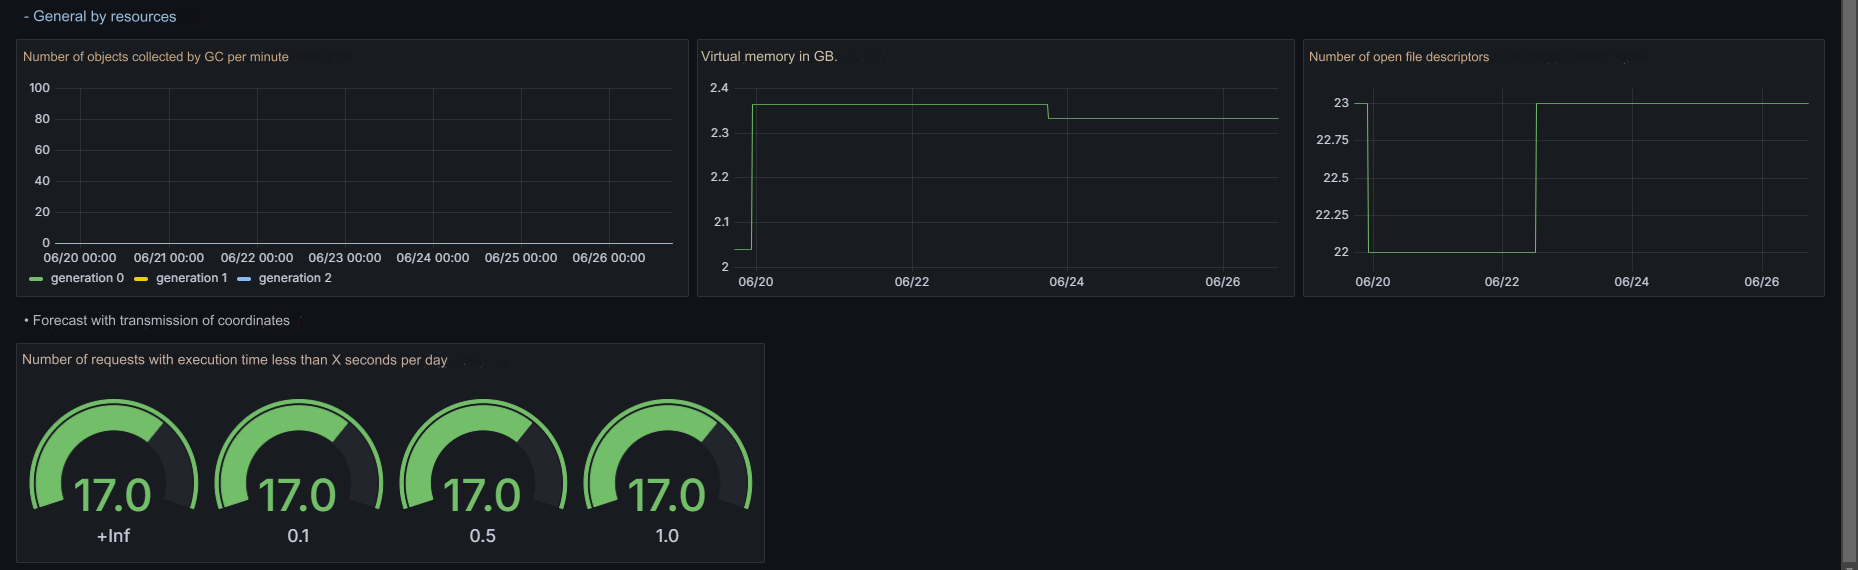 - General by resources
Number of objects collected by GC per minute
100
80
60
40
20
0
06/20 00:00 06/21 00:00 06/22 00:00 06/23 00:00 06/24 00:00 06/25 00:00 06/26 00:00
generation 0 generation 1 generation 2
Virtual memory in GB.
2.4
2.3
2.2
2.1
2
06/20 06/22 06/24 06/26
Number of open file descriptors
23
22.75
22.5
22.25
22
06/20 06/22 06/24 06/26
• Forecast with transmission of coordinates
Number of requests with execution time less than X seconds per day
17.0 17.0 17.0 17.0
+Inf 0.1 0.5 1.0